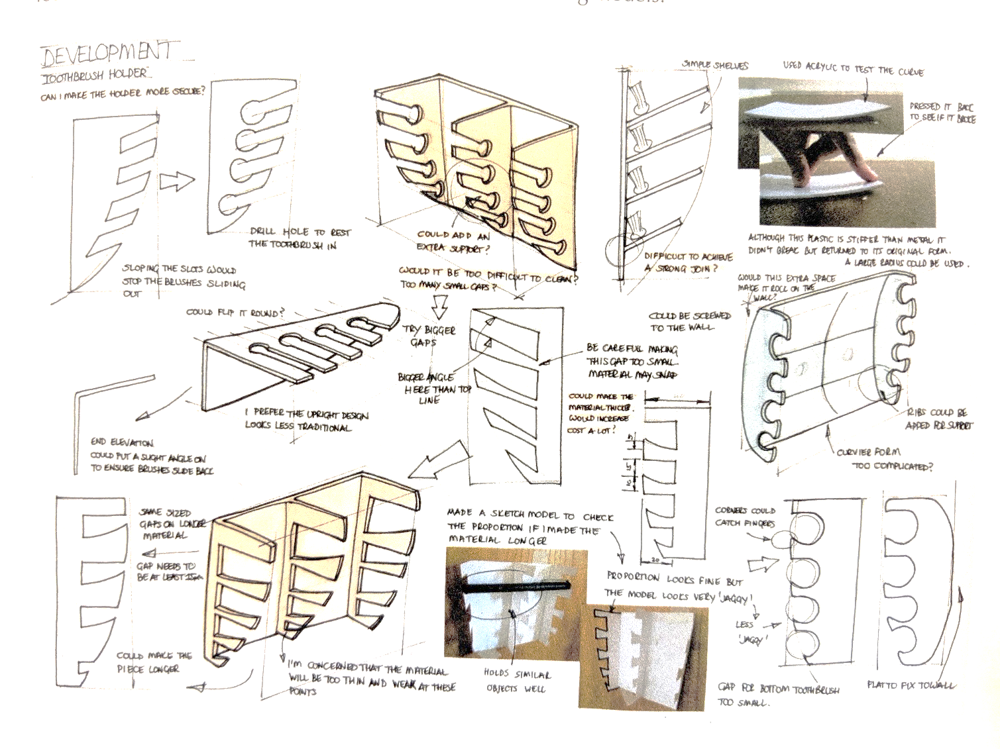 DEVELOPMENT
TOOTHBRUSH HOLDER
CAN I MAKE THE HOLDER MORE SECURE?
SLOPING THE SLOTS WOULD
STOP THE BRUSHES SLIDING
OUT
DRILL HOLE TO REST
THE TOOTHBRUSH IN
COULD ADD AN
EXTRA SUPPORT?
WOULD IT BE TOO DIFFICULT TO CLEAN?
TOO MANY SMALL GAPS?
SIMPLE SHELVES
DIFFICULT TO ACHIEVE
A STRONG JOIN?
USED ACRYLIC TO TEST THE CURVE
PRESSED IT BACK
TO SEE IF IT BROKE
ALTHOUGH THIS PLASTIC IS STIFFER THAN METAL IT
DIDN'T BREAK BUT RETURNED TO ITS ORIGINAL FORM.
A LARGE RADIUS COULD BE USED.
COULD FLIP IT ROUND?
I PREFER THE UPRIGHT DESIGN
LOOKS LESS TRADITIONAL
END ELEVATION
COULD PUT A SLIGHT ANGLE ON
TO ENSURE BRUSHES SLIDE BACK
TRY BIGGER
GAPS
BIGGER ANGLE
HERE THAN TOP
LINE
BE CAREFUL MAKING
THIS GAP TOO SMALL
MATERIAL MAY SNAP
COULD BE SCREWED
TO THE WALL
WOULD THIS EXTRA SPACE
MAKE IT ROCK ON THE
WALL?
RIBS COULD BE
ADDED FOR SUPPORT
CURVIER FORM
TOO COMPLICATED?
COULD MAKE THE
MATERIAL THICKER.
WOULD INCREASE
COST A LOT?
15
20
SAME SIZED
GAPS ON LONGER
MATERIAL
GAP NEEDS TO
BE AT LEAST 15mm
COULD MAKE THE
PIECE LONGER
I'M CONCERNED THAT THE MATERIAL
WILL BE TOO THIN AND WEAK AT THESE
POINTS
MADE A SKETCH MODEL TO CHECK
THE PROPORTION IF I MADE THE
MATERIAL LONGER
HOLDS SIMILAR
OBJECTS WELL
PROPORTION LOOKS FINE BUT
THE MODEL LOOKS VERY 'JAGGY'
LESS
'JAGGY'
CORNERS COULD
CATCH FINGERS
GAP FOR BOTTOM TOOTHBRUSH
TOO SMALL.
FLAT TO FIX TO WALL